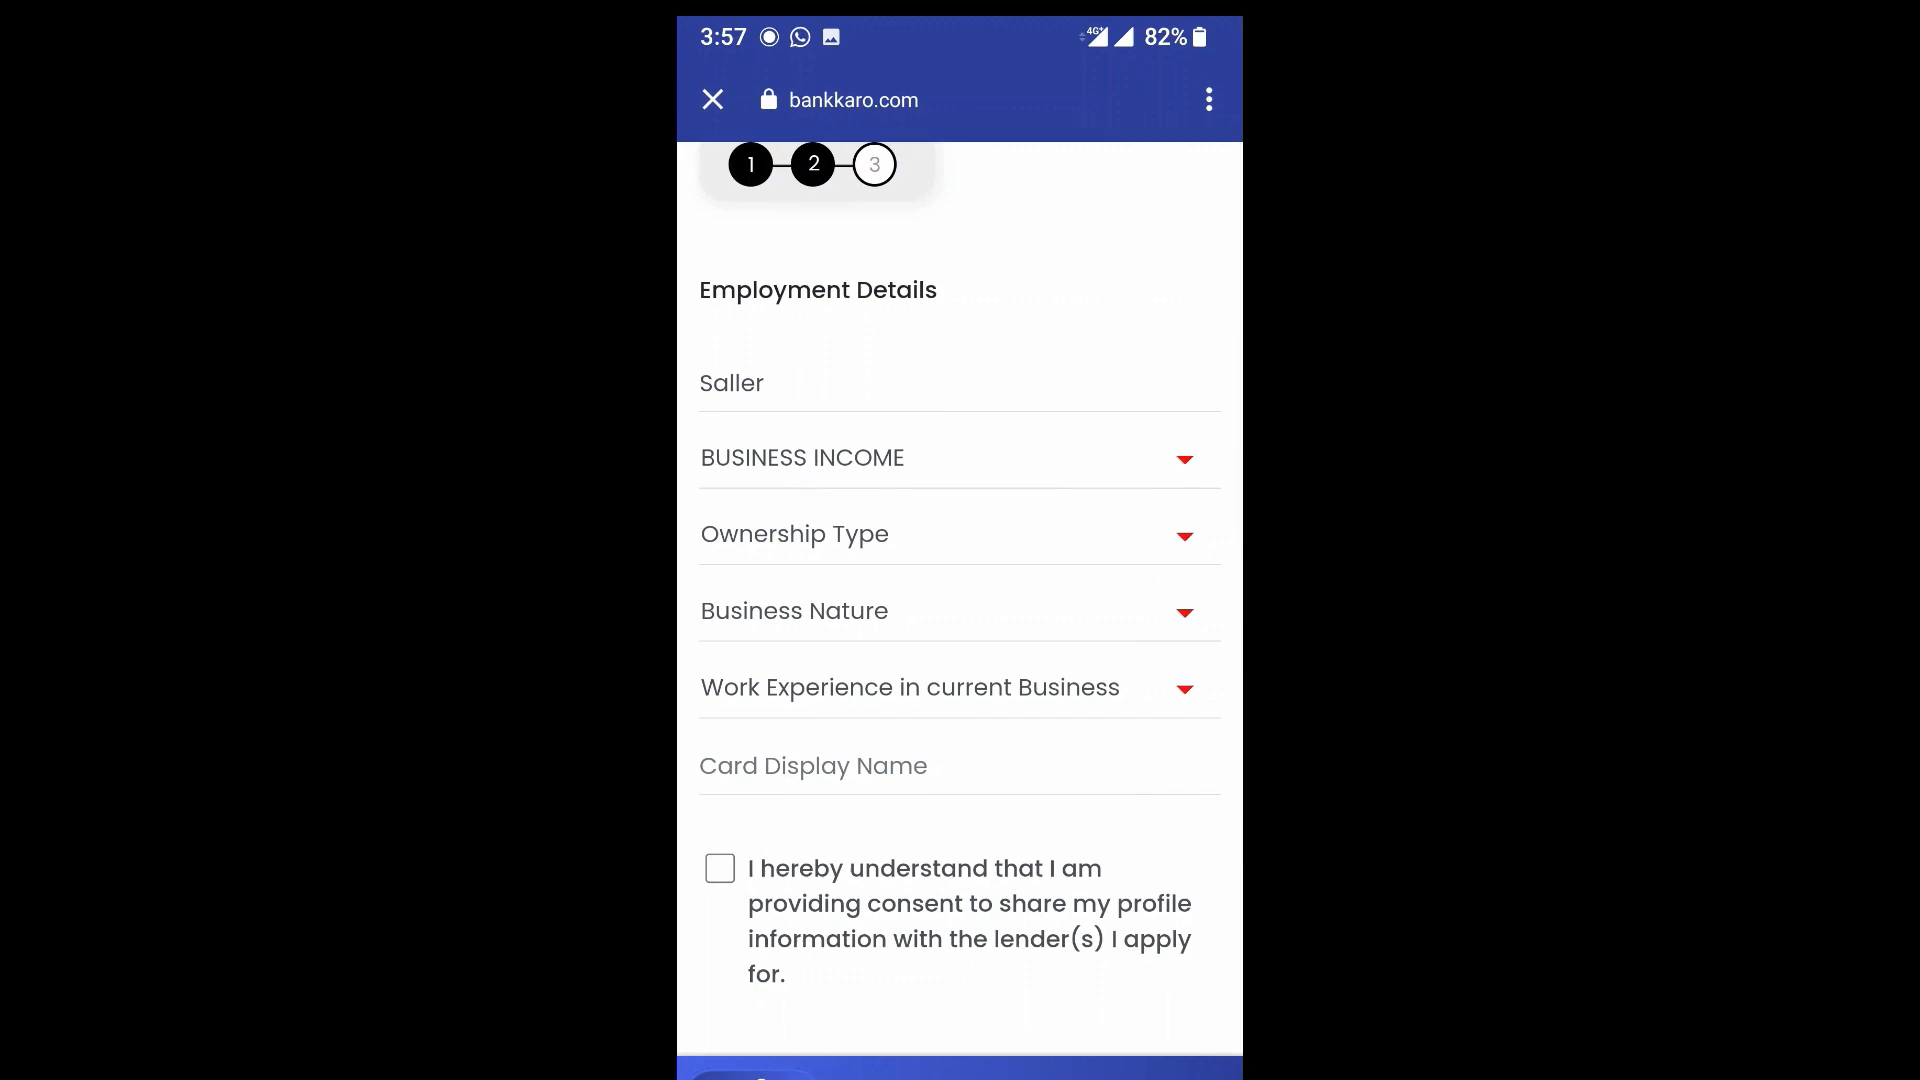 3:57 4G+ 82%
bankkaro.com
1 2 3
Employment Details
Saller
BUSINESS INCOME
Ownership Type
Business Nature
Work Experience in current Business
Card Display Name
I hereby understand that I am
providing consent to share my profile
information with the lender(s) I apply
for.